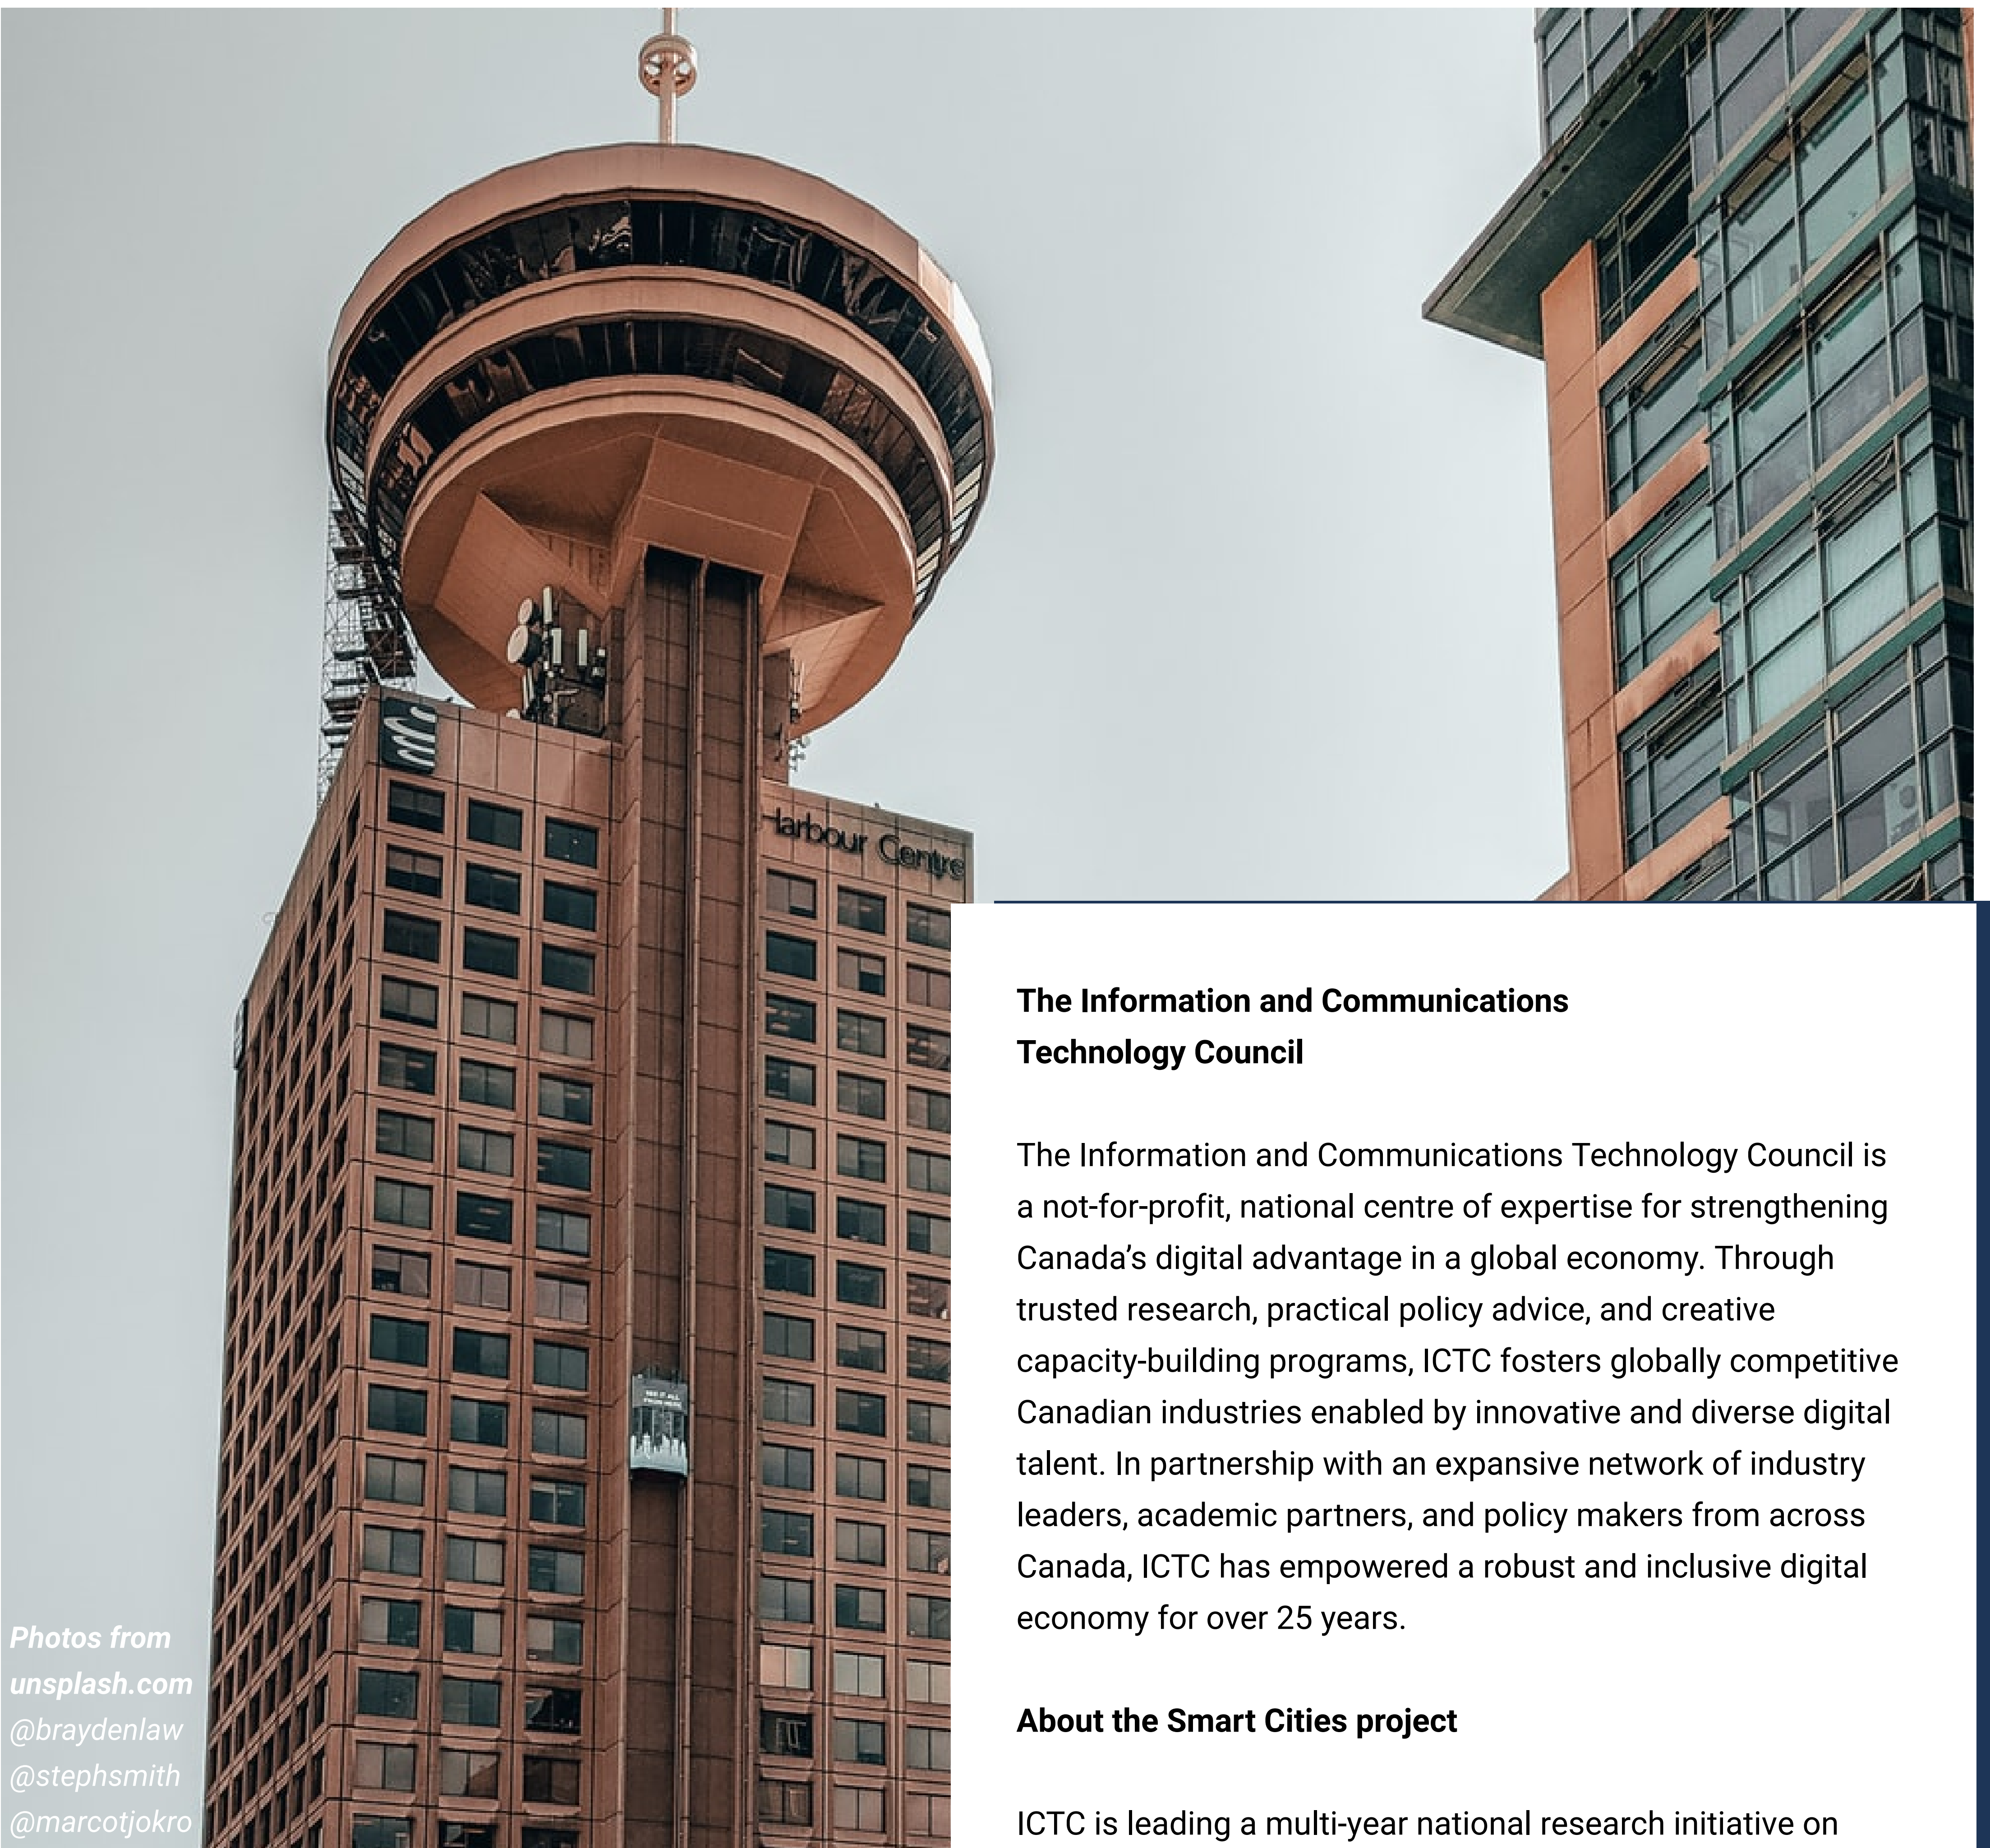 Harbour Centre
SEE IT ALL
FROM HERE
The Information and Communications
Technology Council
The Information and Communications Technology Council is
a not-for-profit, national centre of expertise for strengthening
Canada’s digital advantage in a global economy. Through
trusted research, practical policy advice, and creative
capacity-building programs, ICTC fosters globally competitive
Canadian industries enabled by innovative and diverse digital
talent. In partnership with an expansive network of industry
leaders, academic partners, and policy makers from across
Canada, ICTC has empowered a robust and inclusive digital
economy for over 25 years.
About the Smart Cities project
ICTC is leading a multi-year national research initiative on
Photos from
unsplash.com
@braydenlaw
@stephsmith
@marcotjokro